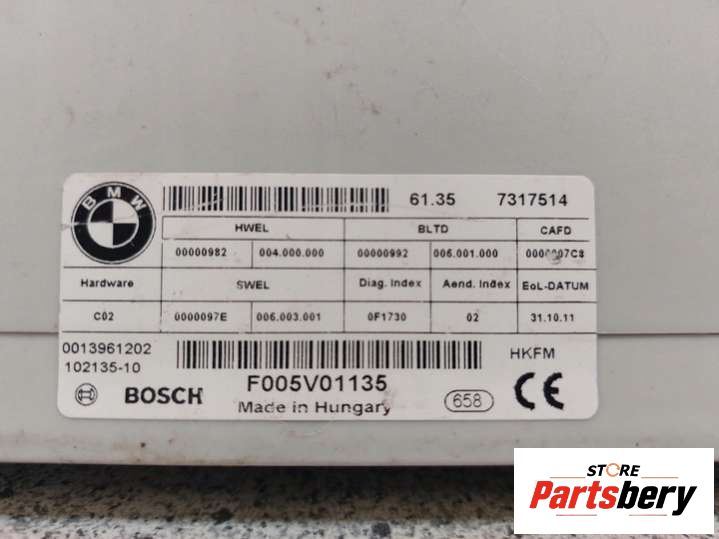 BMW
61.35 7317514
HWEL BLTD CAFD
00000982 004.000.000 00000992 006.001.000
Hardware SWEL Diag. Index Aend. Index EoL-DATUM
C02 0000097E 006.003.001 0F1730 02 31.10.11
0013961202 HKFM
102135-10
BOSCH F005V01135
Made in Hungary 658 CE
STORE
Partsbery